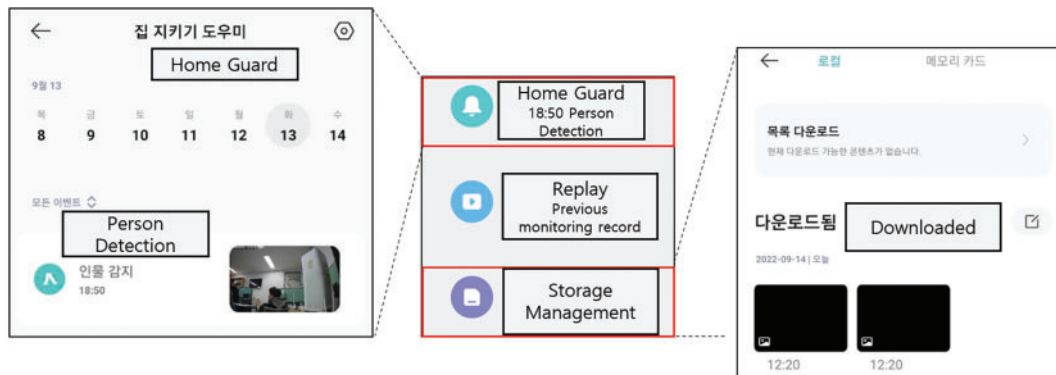 집 지키기 도우미
Home Guard
9월 13
목 금 토 일 월 화 수
8 9 10 11 12 13 14
모든 이벤트
Person
Detection
인물 감지
18:50
Home Guard
18:50 Person
Detection
Replay
Previous
monitoring record
Storage
Management
로컬 메모리 카드
목록 다운로드
현재 다운로드 가능한 콘텐츠가 없습니다.
다운로드됨
Downloaded
2022-09-14 | 오늘
12:20 12:20